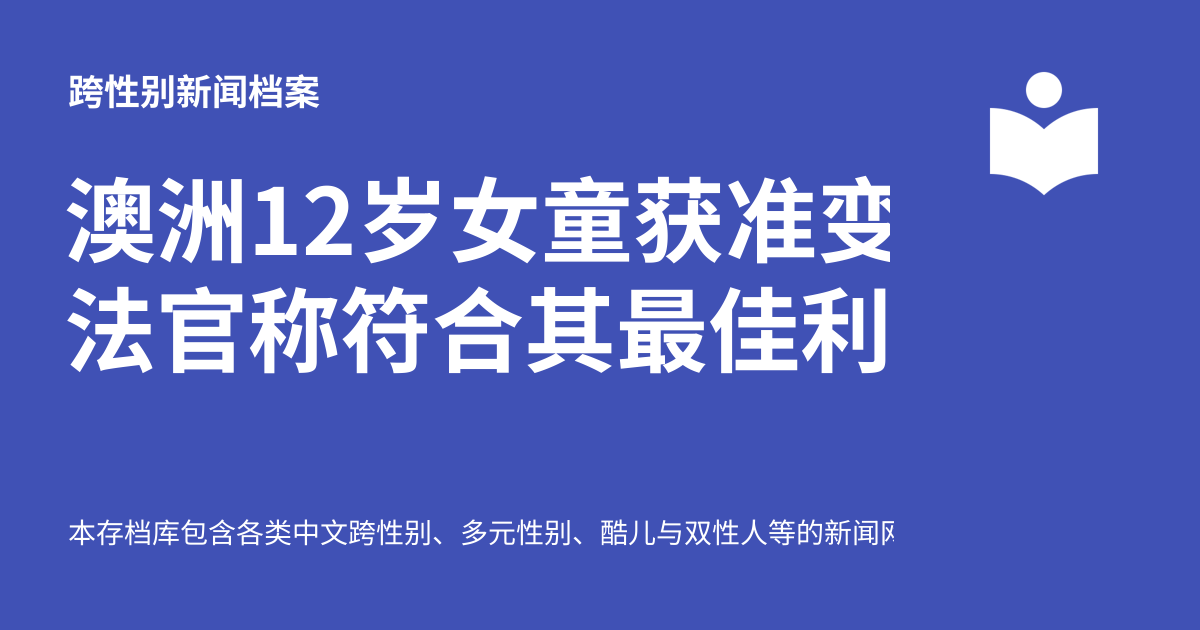 跨性别新闻档案
澳洲12岁女童获准变
法官称符合其最佳利
本存档库包含各类中文跨性别、多元性别、酷儿与双性人等的新闻网